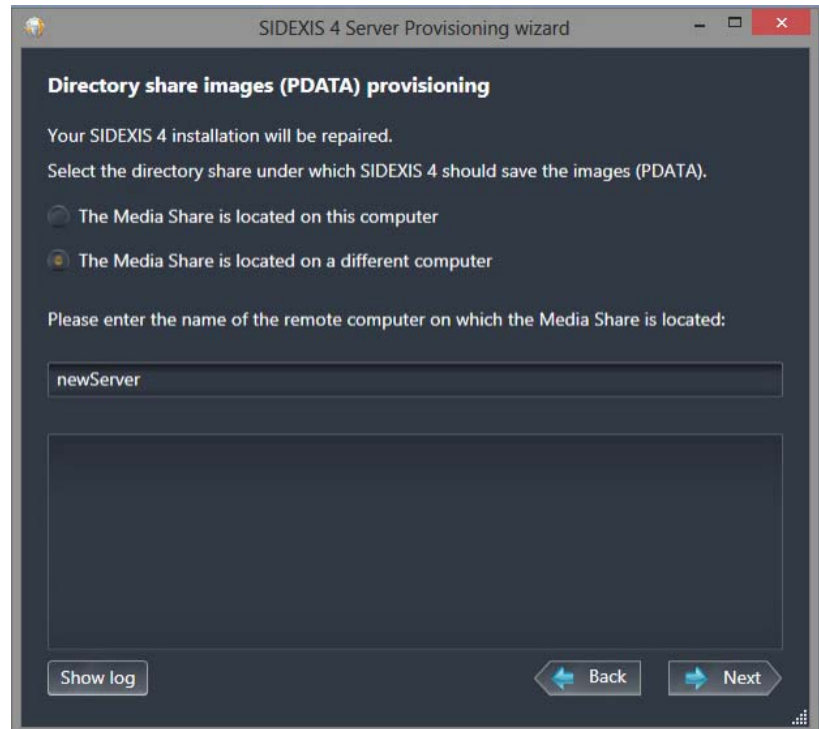 SIDEXIS 4 Server Provisioning wizard
Directory share images (PDATA) provisioning
Your SIDEXIS 4 installation will be repaired.
Select the directory share under which SIDEXIS 4 should save the images (PDATA).
The Media Share is located on this computer
The Media Share is located on a different computer
Please enter the name of the remote computer on which the Media Share is located:
newServer
Show log
Back
Next